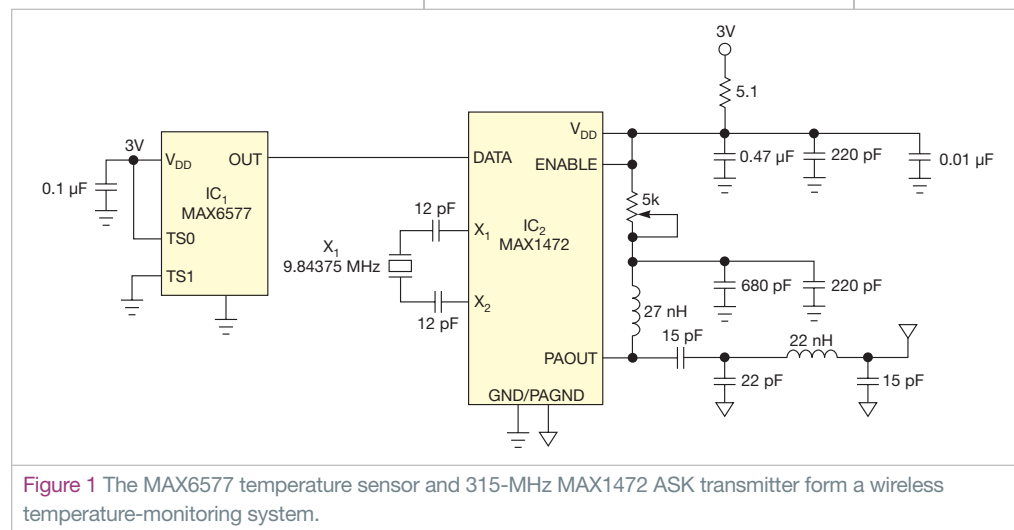 3V
5.1
V_DD
ENABLE
0.47 µF
220 pF
0.01 µF
3V
V_DD
OUT
DATA
0.1 µF
IC1
MAX6577
TS0
TS1
12 pF
X1
9.84375 MHz
12 pF
X1
IC2
MAX1472
X2
5k
680 pF
220 pF
27 nH
15 pF
22 nH
PAOUT
22 pF
15 pF
GND/PAGND
Figure 1 The MAX6577 temperature sensor and 315-MHz MAX1472 ASK transmitter form a wireless
temperature-monitoring system.